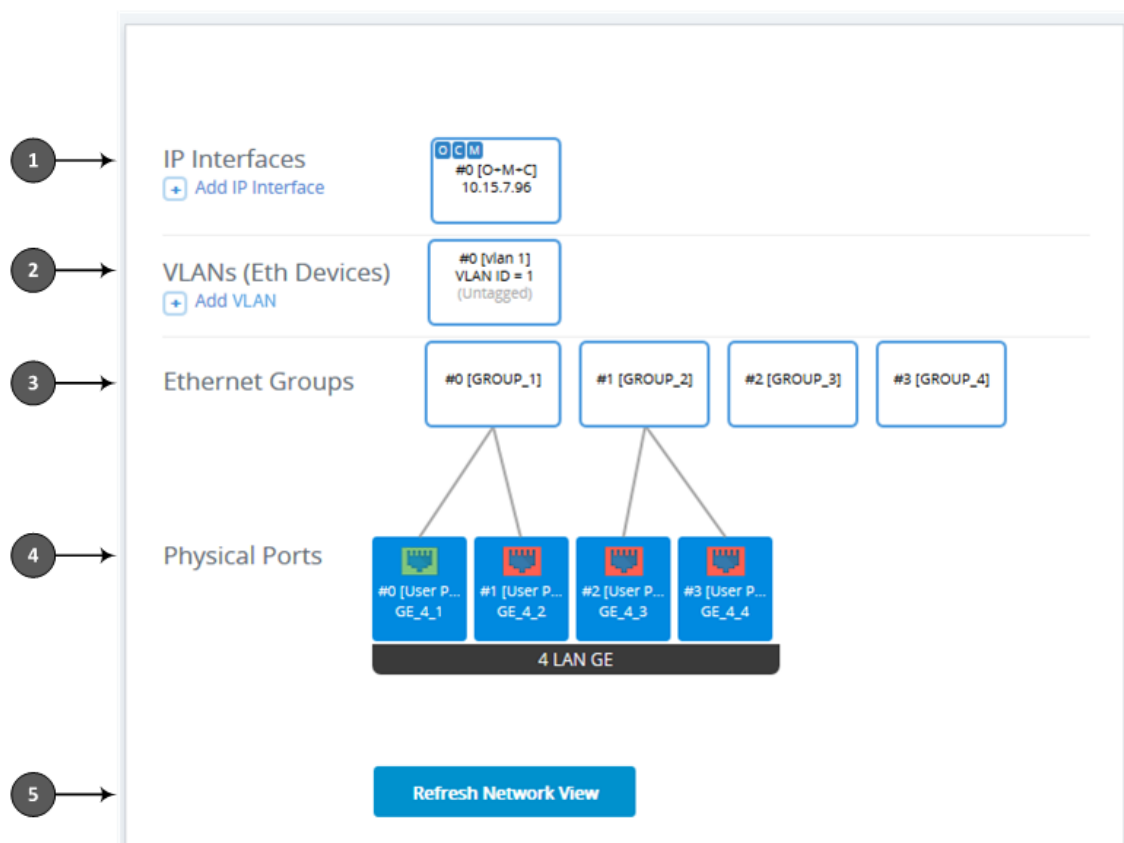 1
IP Interfaces
+ Add IP Interface
O C M
#0 [O+M+C]
10.15.7.96
2
VLANs (Eth Devices)
+ Add VLAN
#0 [vlan 1]
VLAN ID = 1
(Untagged)
3
Ethernet Groups
#0 [GROUP_1]
#1 [GROUP_2]
#2 [GROUP_3]
#3 [GROUP_4]
4
Physical Ports
#0 [User P...
GE_4_1
#1 [User P...
GE_4_2
#2 [User P...
GE_4_3
#3 [User P...
GE_4_4
4 LAN GE
5
Refresh Network View